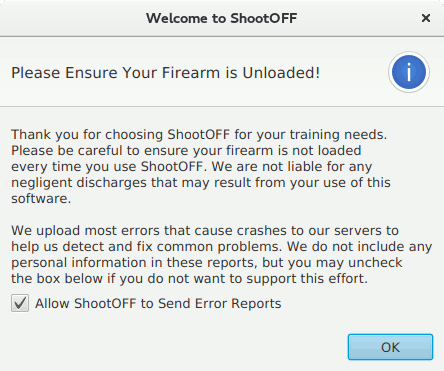 Welcome to ShootOFF
Please Ensure Your Firearm is Unloaded!
Thank you for choosing ShootOFF for your training needs.
Please be careful to ensure your firearm is not loaded
every time you use ShootOFF. We are not liable for any
negligent discharges that may result from your use of this
software.
We upload most errors that cause crashes to our servers to
help us detect and fix common problems. We do not include any
personal information in these reports, but you may uncheck
the box below if you do not want to support this effort.
Allow ShootOFF to Send Error Reports
OK